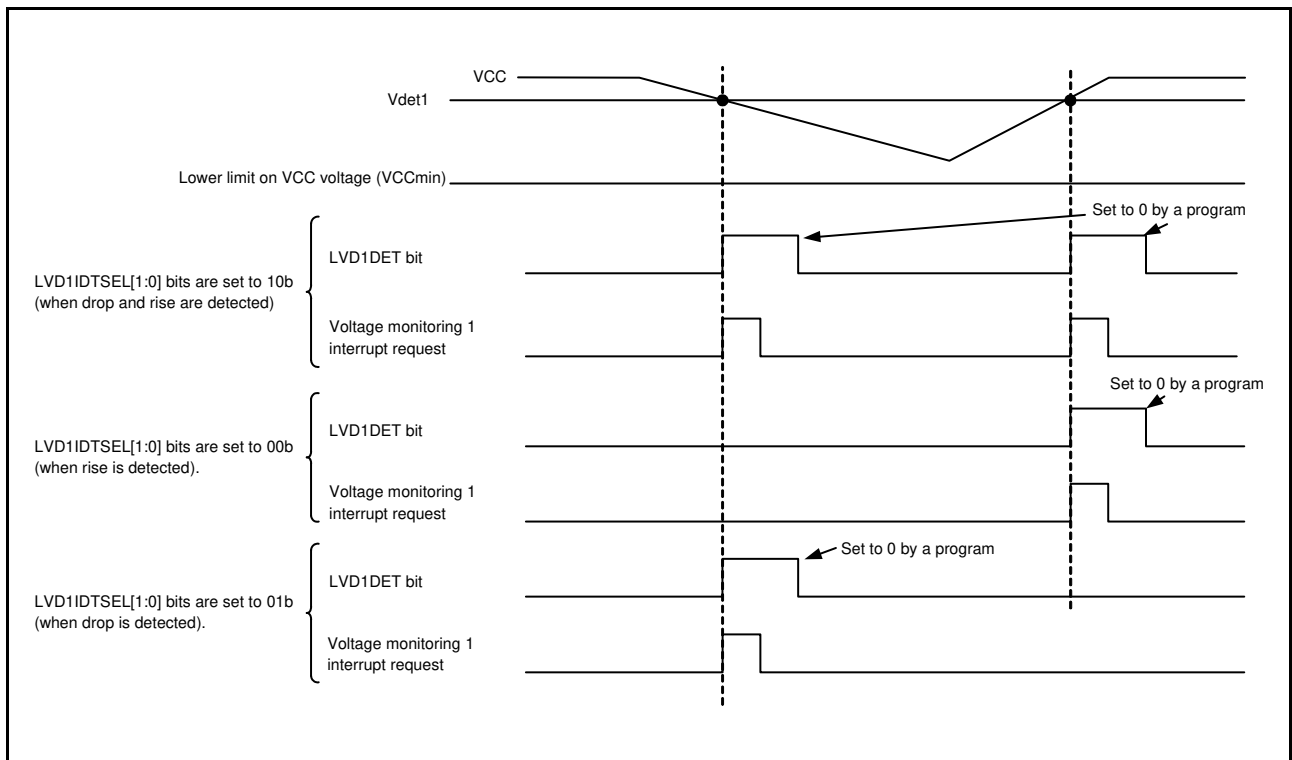 VCC
Vdet1
Lower limit on VCC voltage (VCCmin)
Set to 0 by a program
LVD1IDTSEL[1:0] bits are set to 10b
(when drop and rise are detected)
LVD1DET bit
Voltage monitoring 1
interrupt request
Set to 0 by a program
LVD1IDTSEL[1:0] bits are set to 00b
(when rise is detected).
LVD1DET bit
Voltage monitoring 1
interrupt request
Set to 0 by a program
LVD1IDTSEL[1:0] bits are set to 01b
(when drop is detected).
LVD1DET bit
Voltage monitoring 1
interrupt request